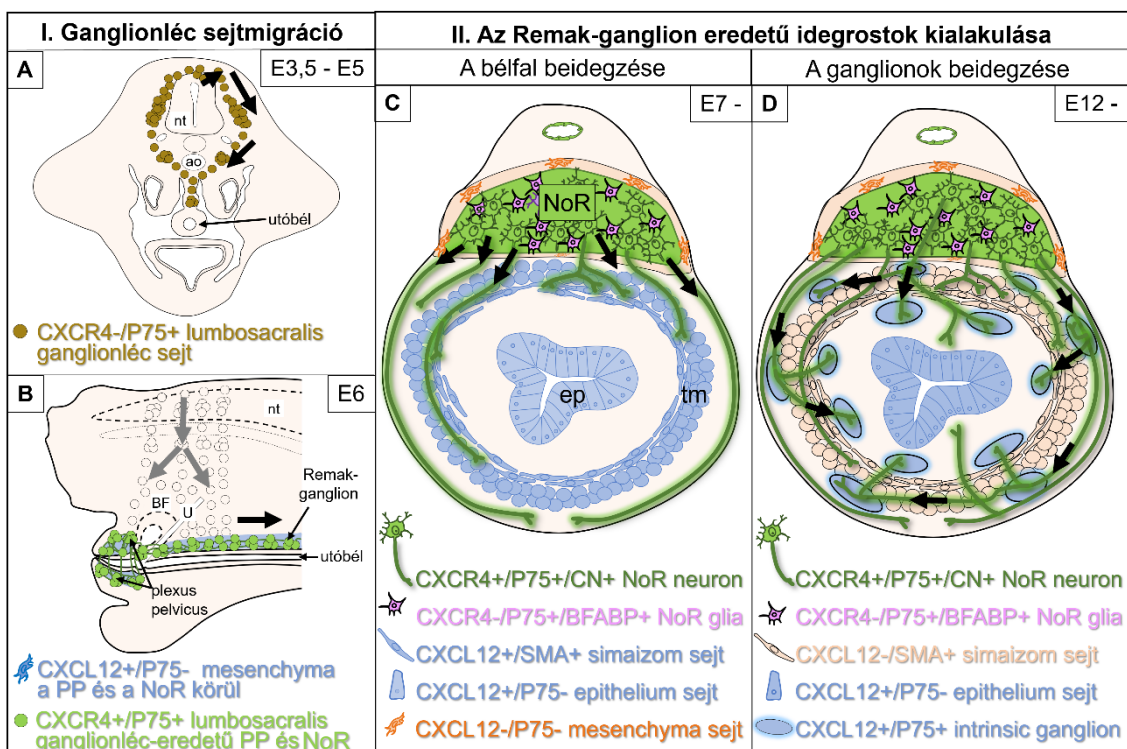 I. Ganglionléc sejtmigráció
A
E3,5 - E5
nt
ao
utóbél
CXCR4-/P75+ lumbosacralis
ganglionléc sejt
B
E6
nt
Remak-
ganglion
BF
U
utóbél
plexus
pelvicus
CXCL12+/P75- mesenchyma
a PP és a NoR körül
CXCR4+/P75+ lumbosacralis
ganglionléc-eredetű PP és NoR
II. Az Remak-ganglion eredetű idegrostok kialakulása
A bélfal beidegzése
C
E7 -
NoR
ep
tm
CXCR4+/P75+/CN+ NoR neuron
CXCR4-/P75+/BFABP+ NoR glia
CXCL12+/SMA+ simaizom sejt
CXCL12+/P75- epithelium sejt
CXCL12-/P75- mesenchyma sejt
A ganglionok beidegzése
D
E12 -
CXCR4+/P75+/CN+ NoR neuron
CXCR4-/P75+/BFABP+ NoR glia
CXCL12-/SMA+ simaizom sejt
CXCL12+/P75- epithelium sejt
CXCL12+/P75+ intrinsic ganglion